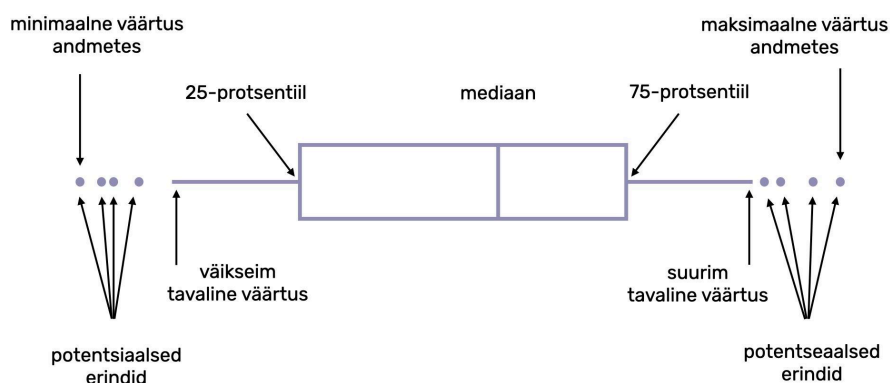 minimaalne väärtus
andmetes
maksimaalne väärtus
andmetes
25-protsentiil
mediaan
75-protsentiil
väikseim
tavaline väärtus
suurim
tavaline väärtus
potentsiaalsed
erindid
potentseaalsed
erindid